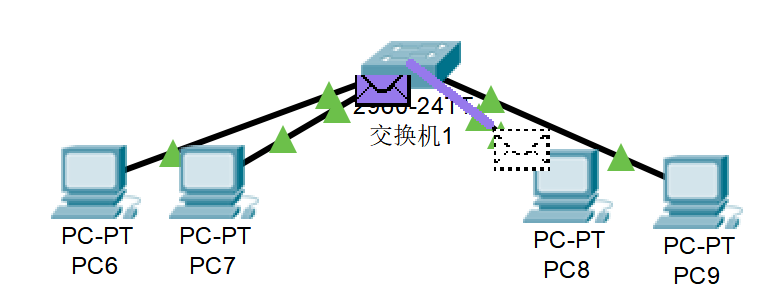 2960-24TT
交换机1
PC-PT
PC6
PC-PT
PC7
PC-PT
PC8
PC-PT
PC9